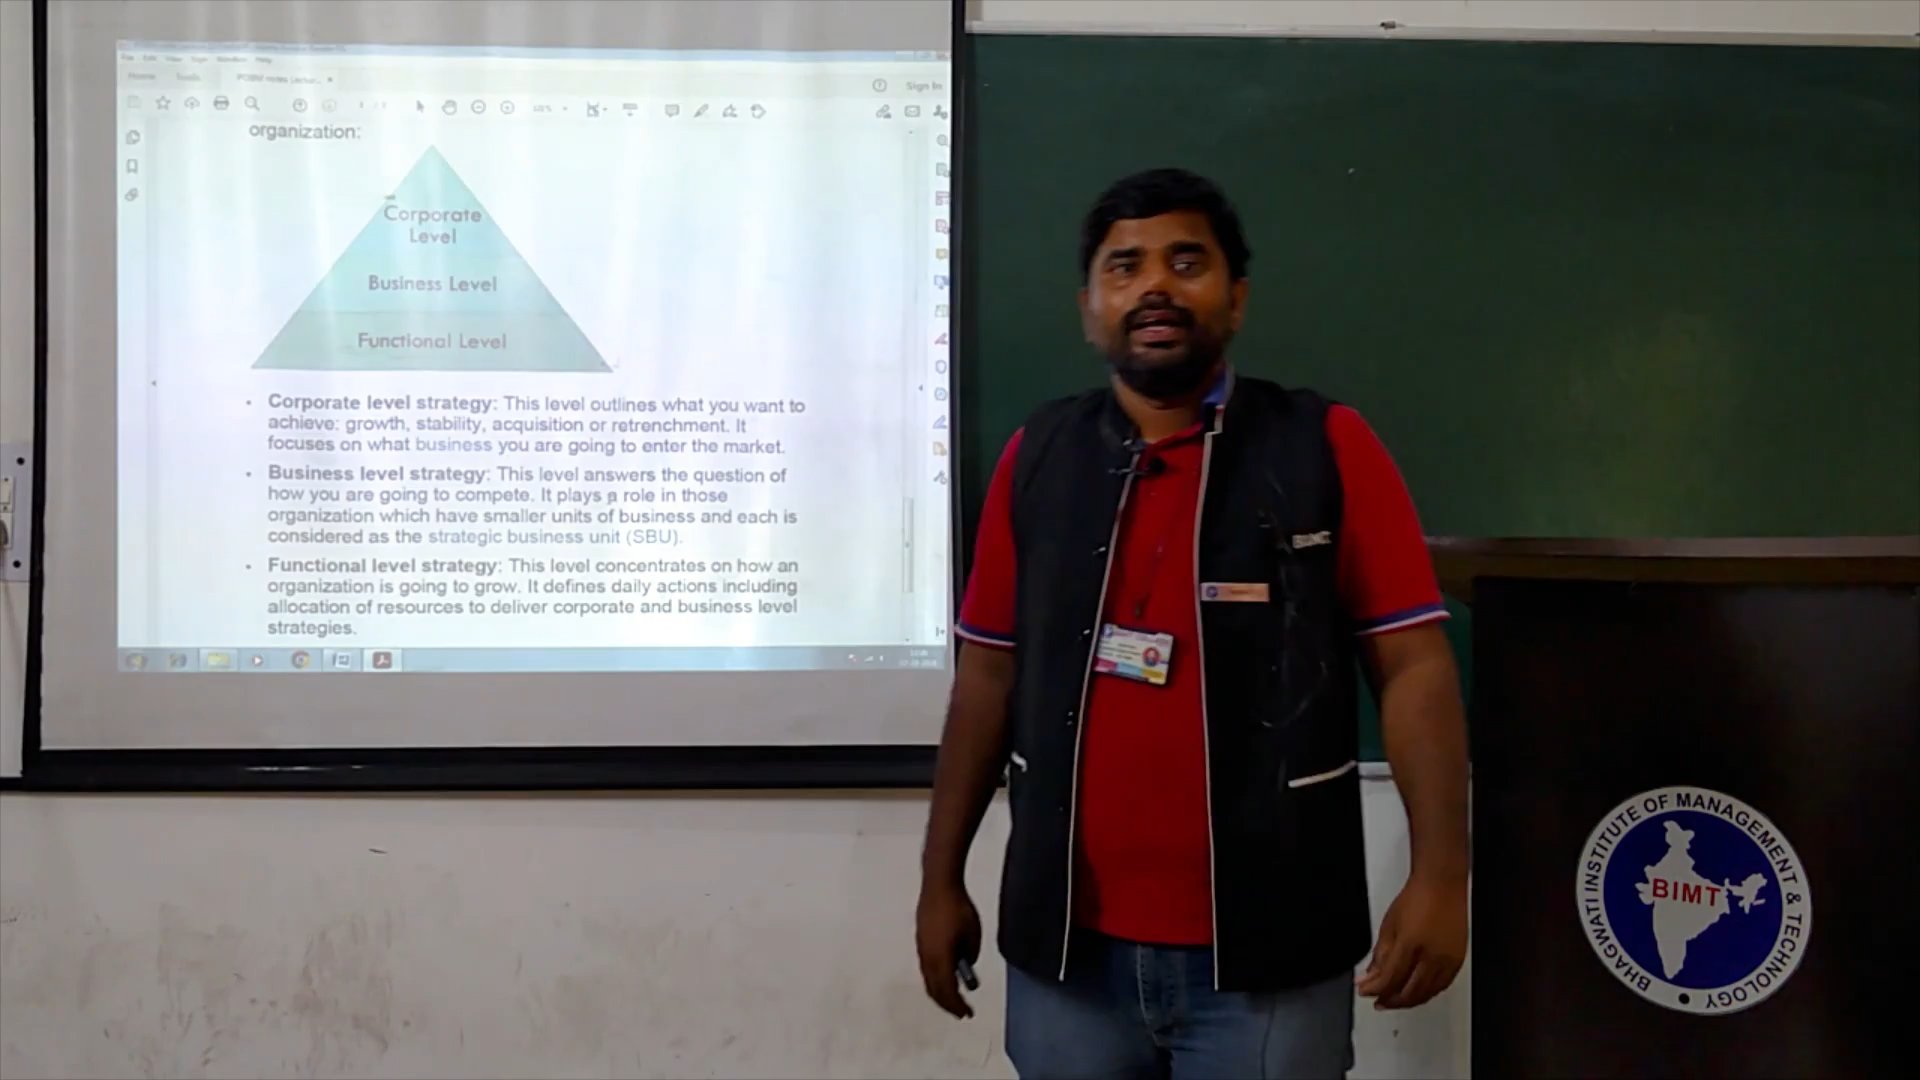 Home Tools
Sign In
organization:
Corporate
Level
Business Level
Functional Level
• Corporate level strategy: This level outlines what you want to
achieve: growth, stability, acquisition or retrenchment. It
focuses on what business you are going to enter the market.
• Business level strategy: This level answers the question of
how you are going to compete. It plays a role in those
organization which have smaller units of business and each is
considered as the strategic business unit (SBU).
• Functional level strategy: This level concentrates on how an
organization is going to grow. It defines daily actions including
allocation of resources to deliver corporate and business level
strategies.
BHAGWATI INSTITUTE OF MANAGEMENT & TECHNOLOGY
BIMT